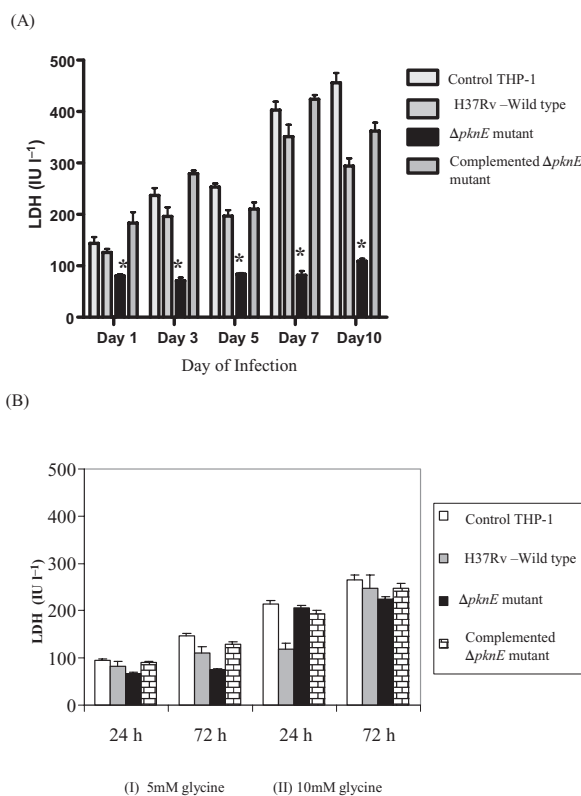 (A)
500
400
300
200
100
0
LDH (IU l⁻¹)
*
*
*
*
*
Day 1
Day 3
Day 5
Day 7
Day10
Day of Infection
Control THP-1
H37Rv –Wild type
ΔpknE mutant
Complemented ΔpknE
mutant
(B)
500
400
300
200
100
0
LDH (IU l⁻¹)
24 h
72 h
24 h
72 h
(I) 5mM glycine
(II) 10mM glycine
Control THP-1
H37Rv –Wild type
ΔpknE mutant
Complemented
ΔpknE mutant